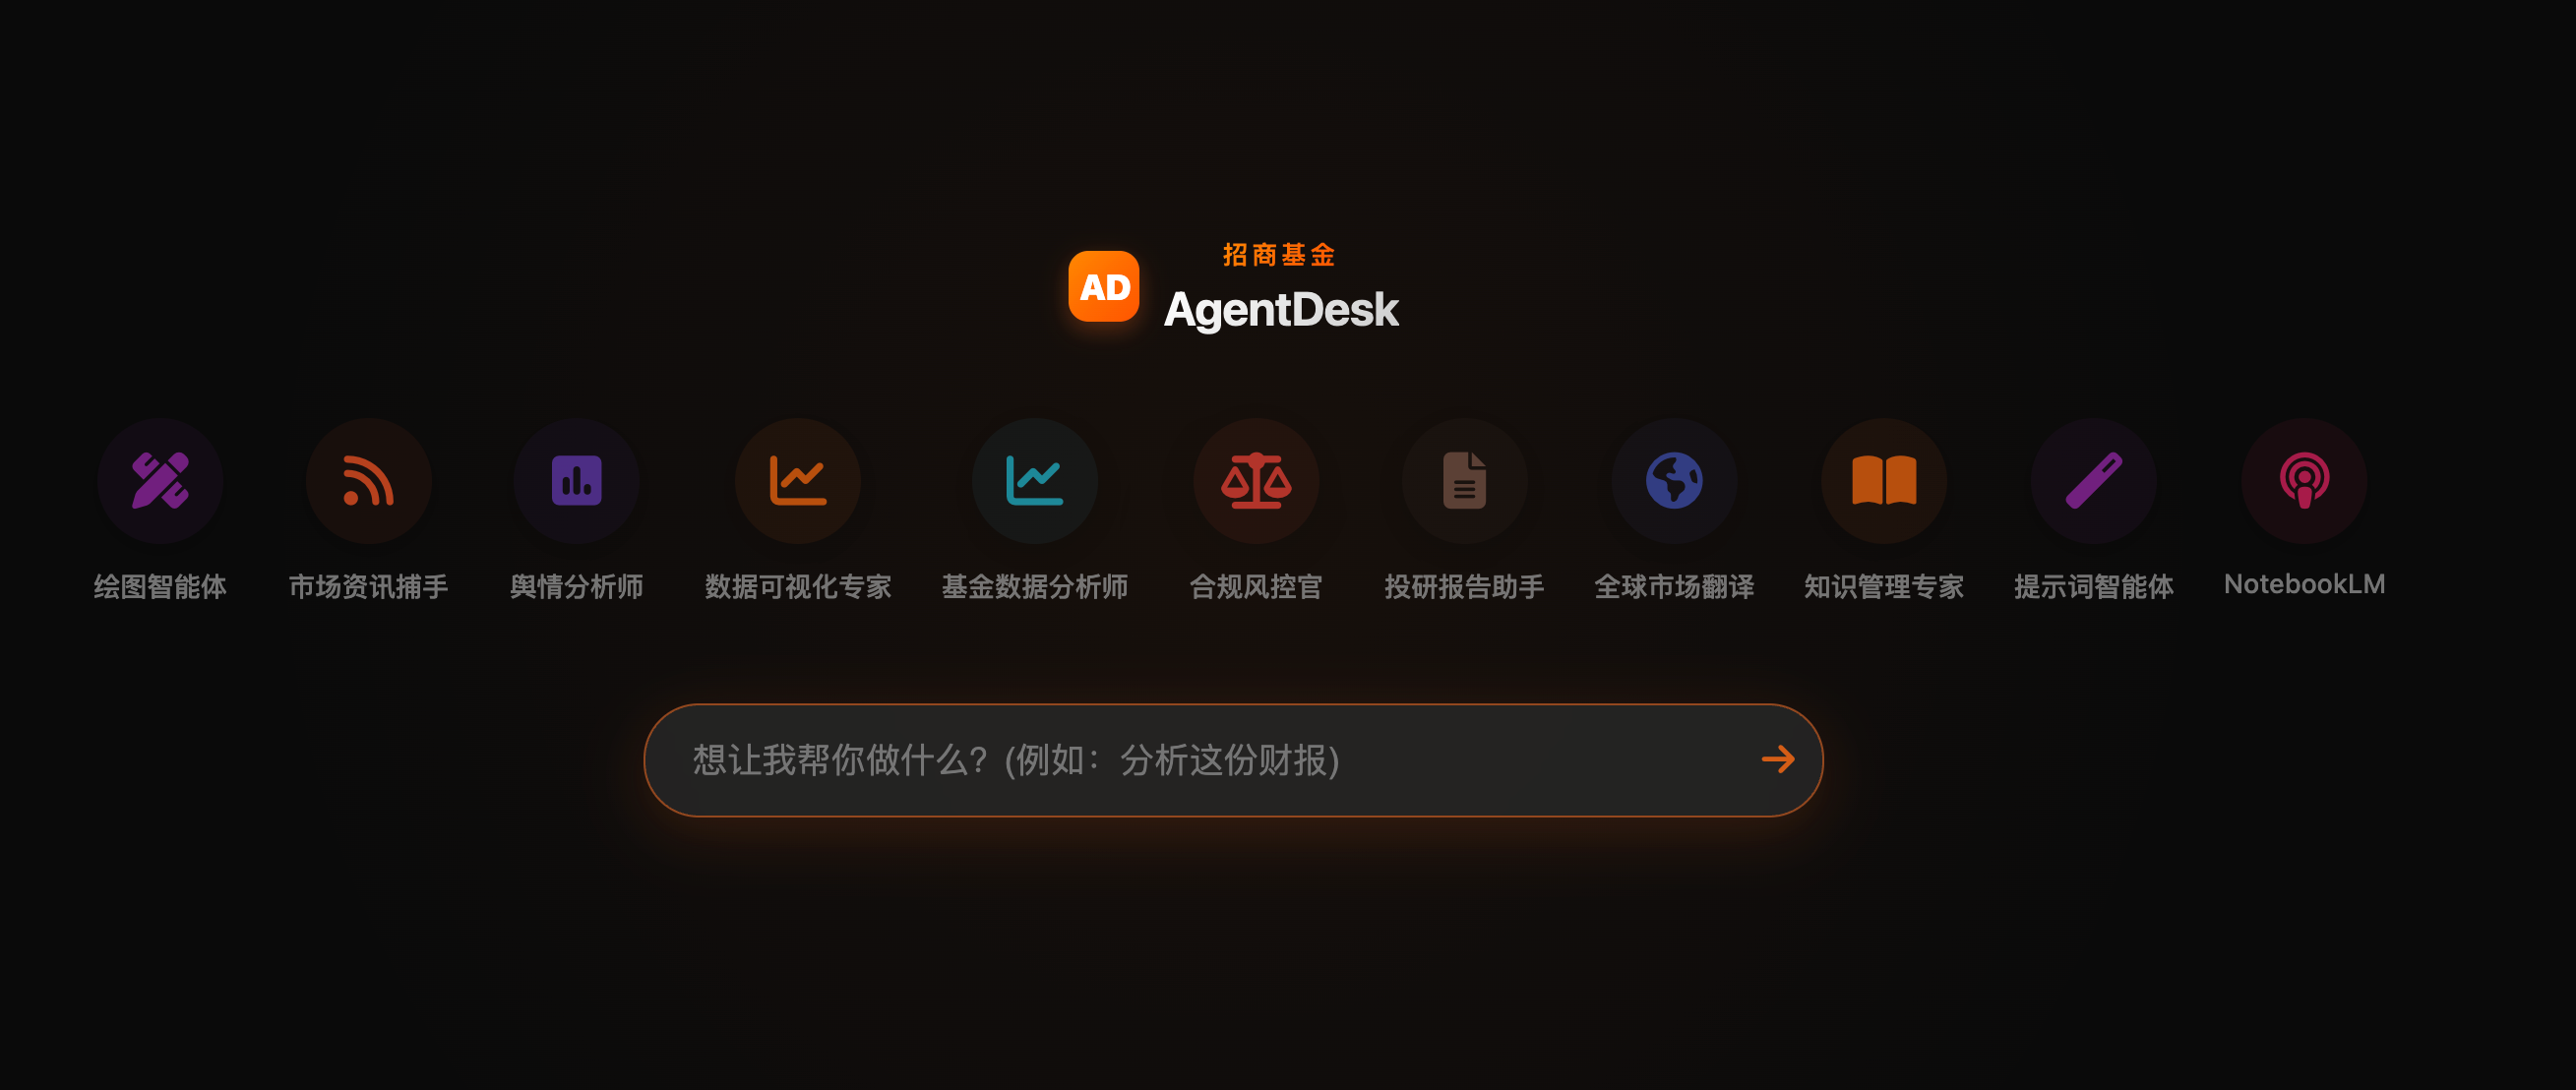 招商基金
AD
AgentDesk
绘图智能体
市场资讯捕手
舆情分析师
数据可视化专家
基金数据分析师
合规风控官
投研报告助手
全球市场翻译
知识管理专家
提示词智能体
NotebookLM
想让我帮你做什么？(例如：分析这份财报)